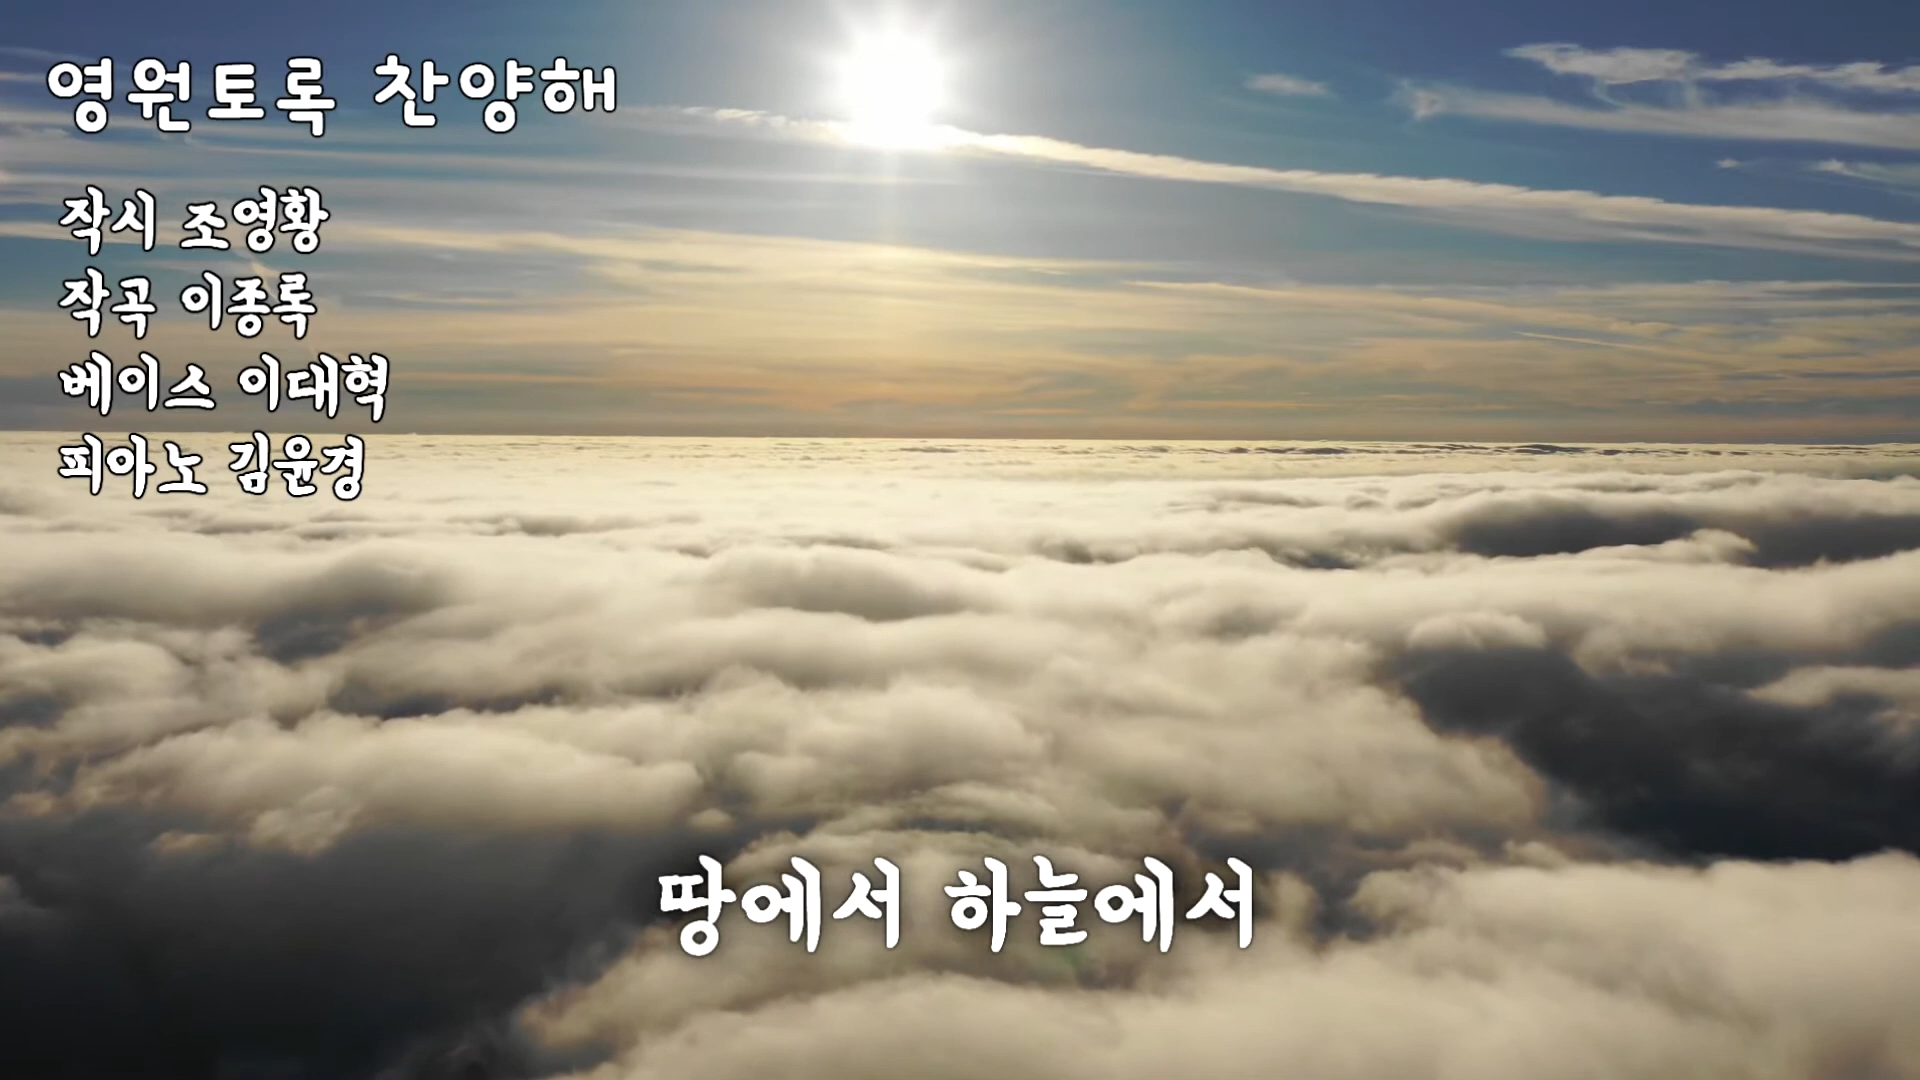 영원토록 찬양해
작시 조영황
작곡 이종록
베이스 이대혁
피아노 김윤경
땅에서 하늘에서